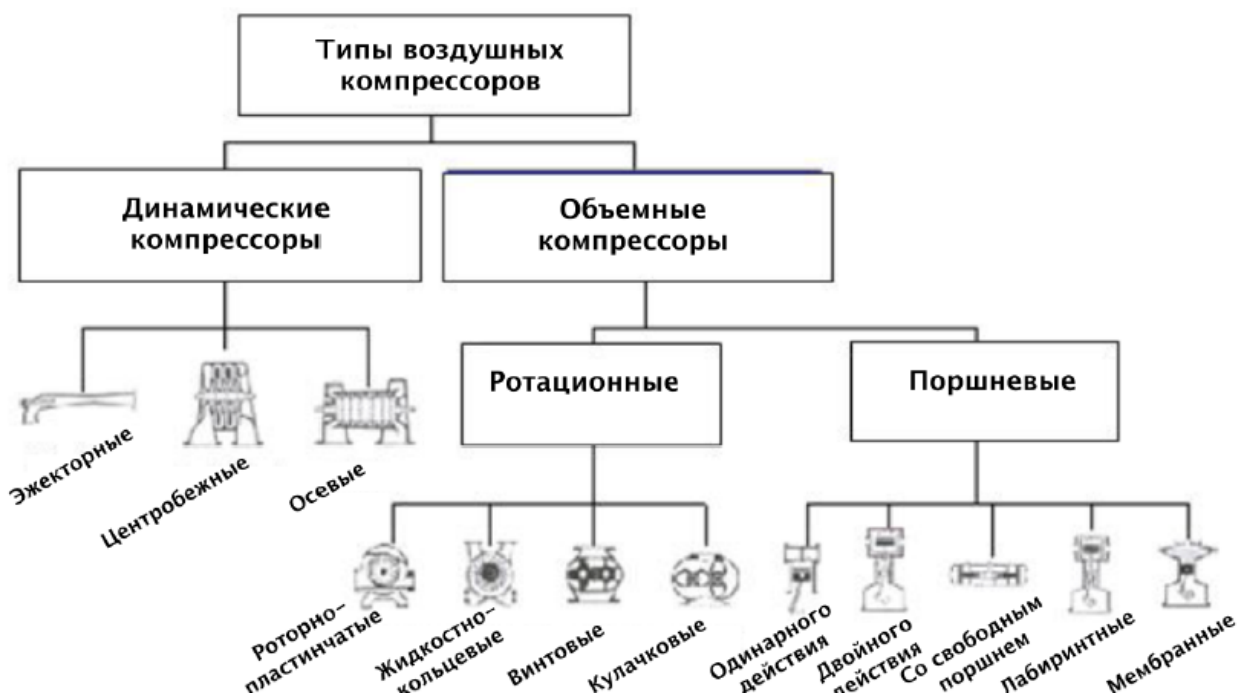 Типы воздушных
компрессоров
Динамические
компрессоры
Объемные
компрессоры
Ротационные
Поршневые
Эжекторные
Центробежные
Осевые
Роторно-
пластинчатые
Жидкостно-
кольцевые
Винтовые
Кулачковые
Одинарного
действия
Двойного
действия
Со свободным
поршнем
Лабиринтные
Мембранные